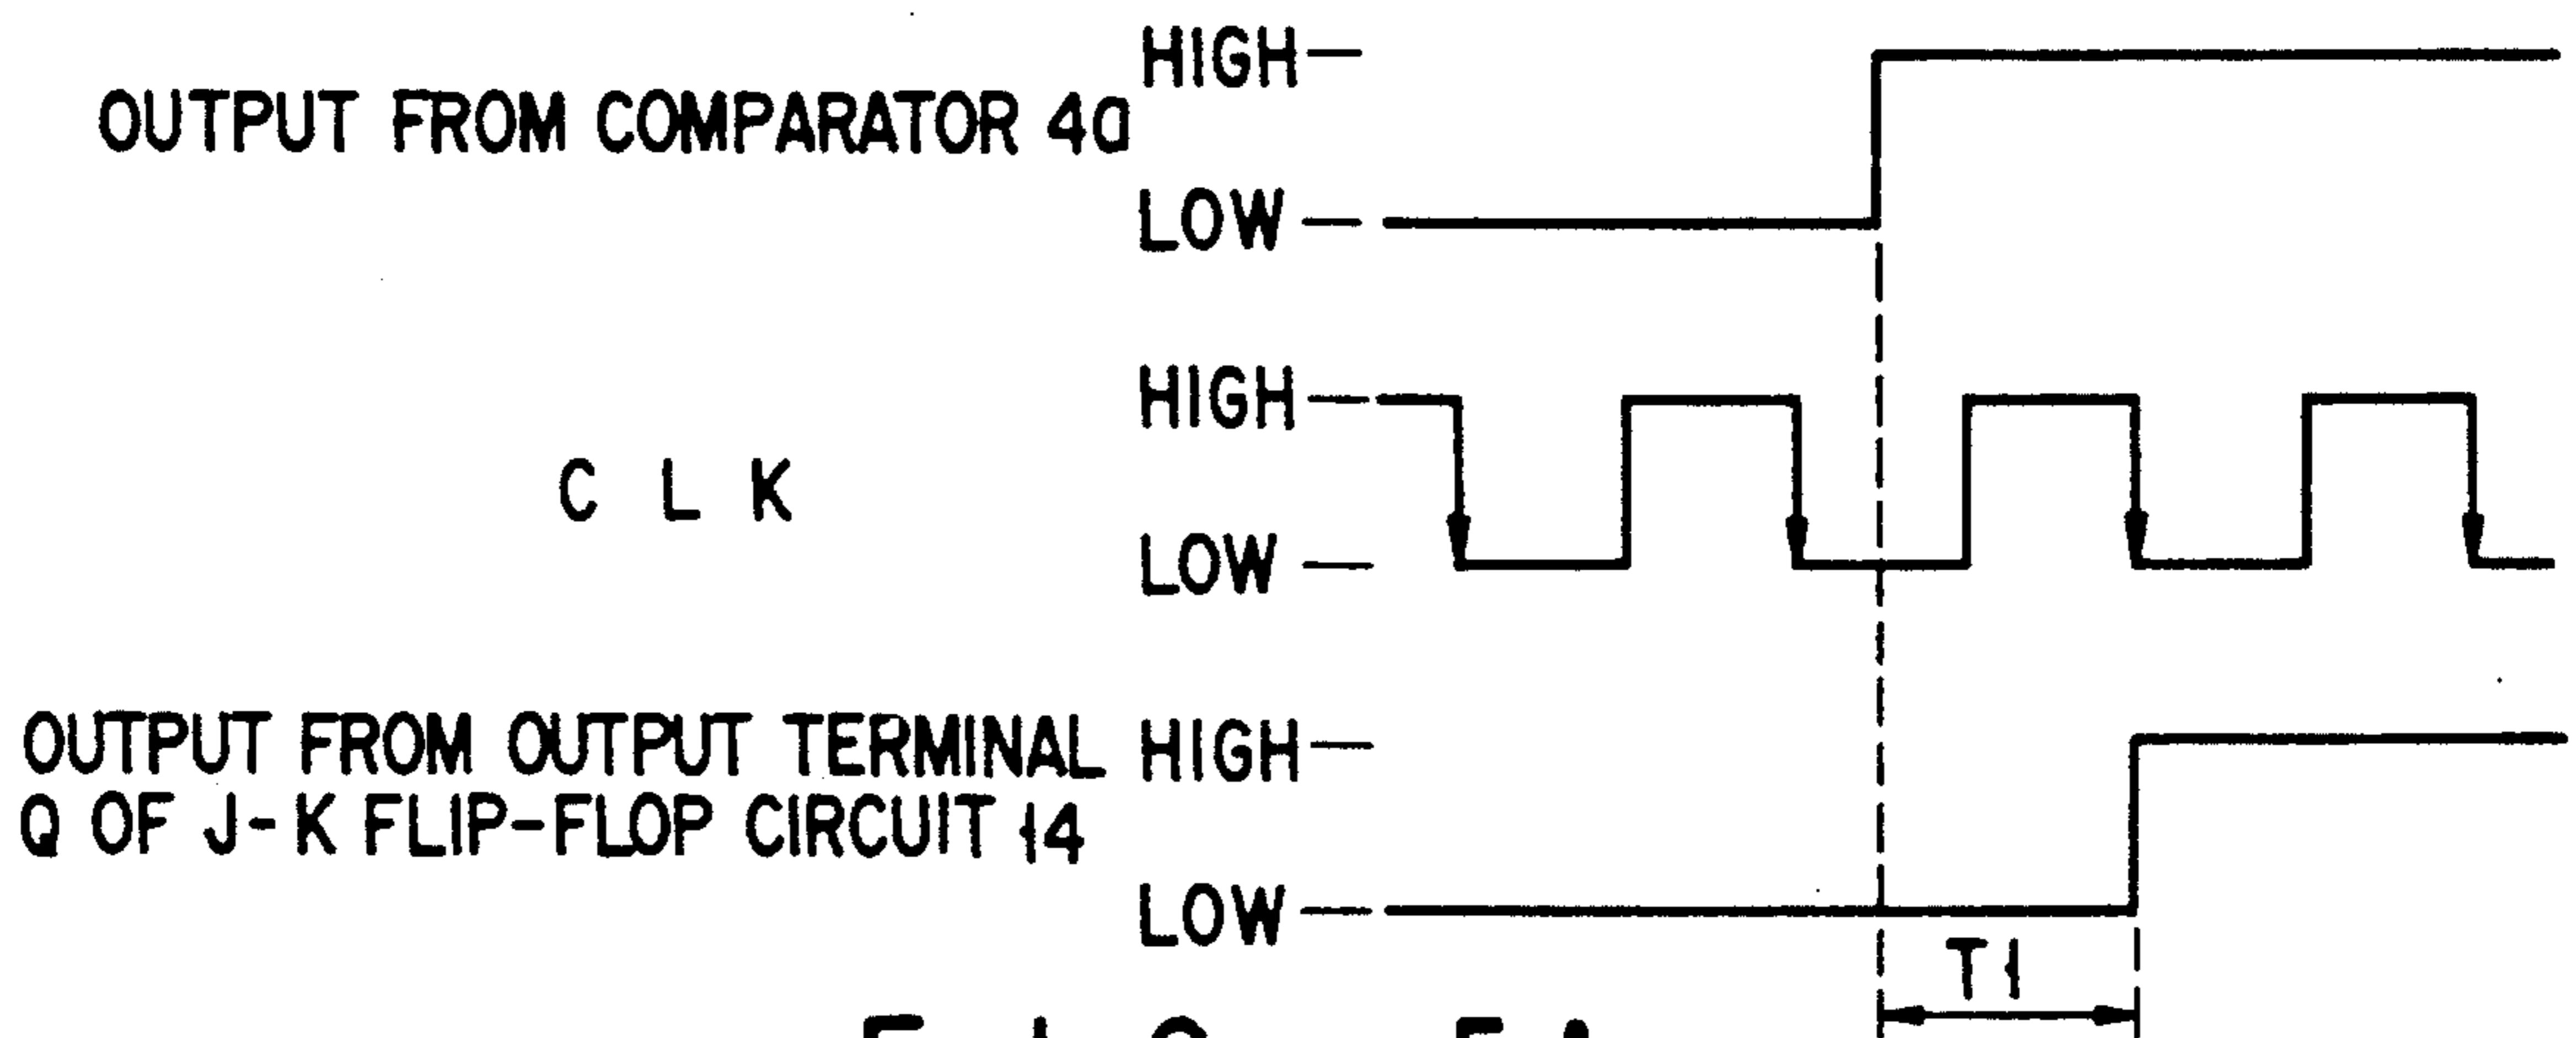 HIGH
OUTPUT FROM COMPARATOR 4a
LOW
HIGH
C L K
LOW
OUTPUT FROM OUTPUT TERMINAL
Q OF J-K FLIP-FLOP CIRCUIT 14
HIGH
LOW
T1